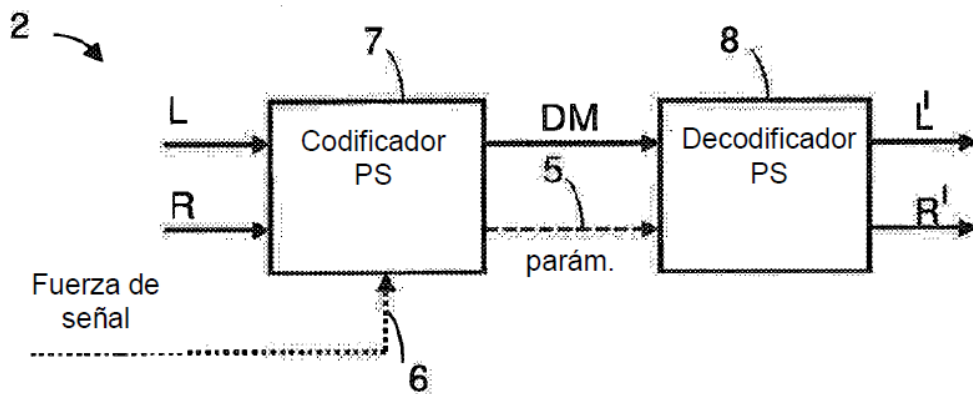 2
7
8
L
DM
L'
Codificador
PS
Decodificador
PS
5
R
R'
parám.
Fuerza de
señal
6